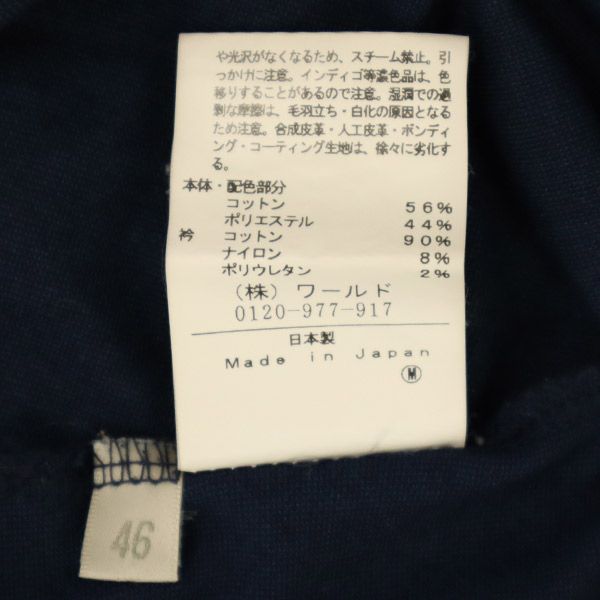 や光沢がなくなるため、スチーム禁止。引
っかけに注意。インディゴ等濃色品は、色
移りすることがあるので注意。湿潤での過
剰な摩擦は、毛羽立ち・白化の原因となる
ため注意。合成皮革・人工皮革・ボンディ
ング・コーティング生地は、徐々に劣化す
る。
本体・配色部分
コットン 56%
ポリエステル 44%
衿 コットン 90%
ナイロン 8%
ポリウレタン 2%
(株) ワールド
0120-977-917
日本製
Made in Japan
M
46